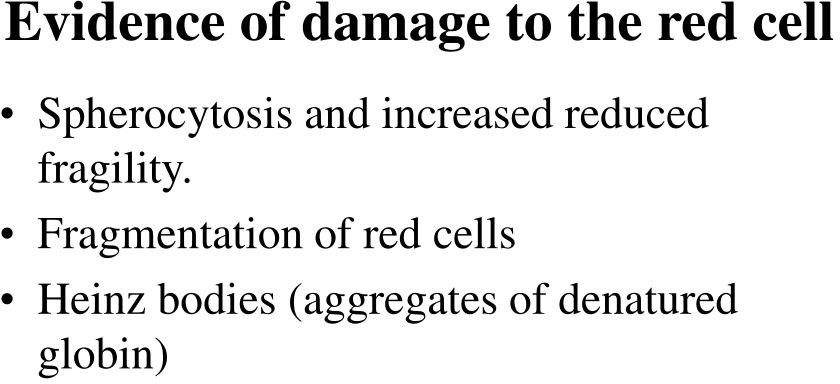 Evidence of damage to the red cell
• Spherocytosis and increased reduced
fragility.
• Fragmentation of red cells
• Heinz bodies (aggregates of denatured
globin)